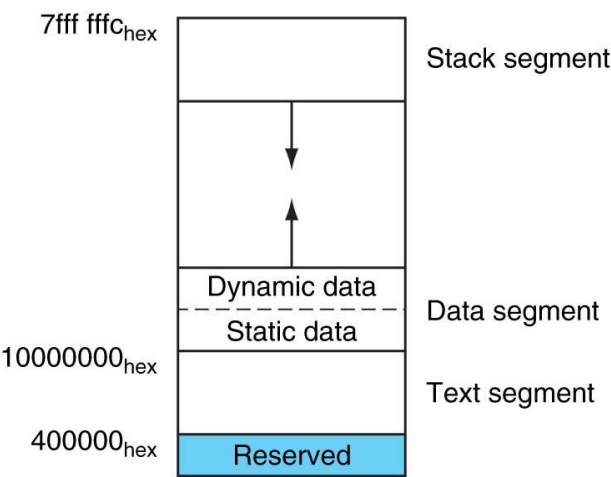 7fff fffchex
Stack segment
Dynamic data
Data segment
Static data
10000000hex
Text segment
400000hex
Reserved